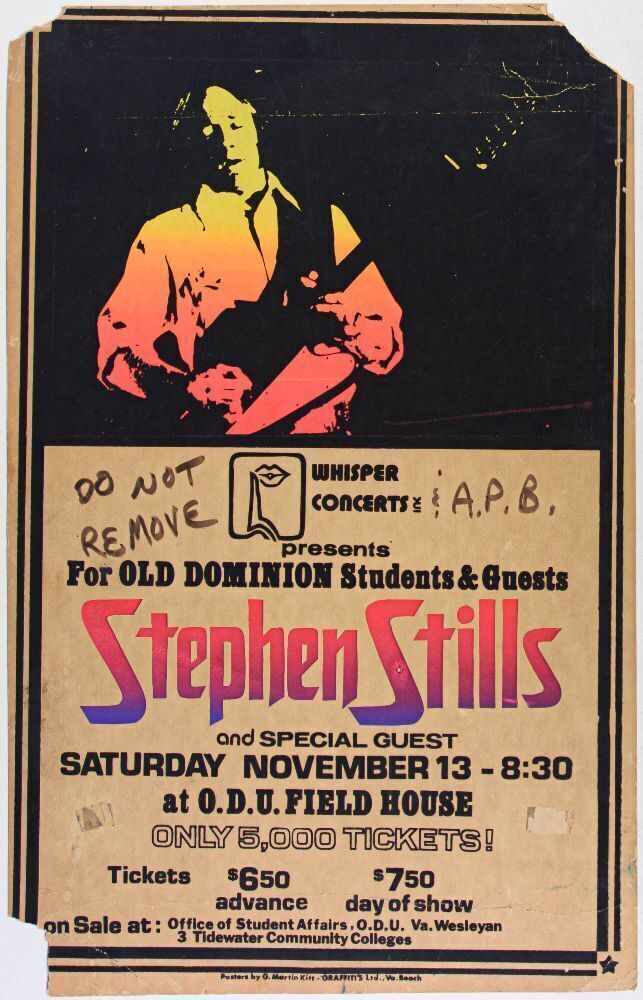 DO NOT
REMOVE
WHISPER
CONCERTS INK & A.P.B.
presents
For OLD DOMINION Students & Guests
Stephen Stills
and SPECIAL GUEST
SATURDAY NOVEMBER 13 - 8:30
at O.D.U. FIELD HOUSE
ONLY 5,000 TICKETS!
Tickets $650 $750
advance day of show
on Sale at: Office of Student Affairs, O.D.U. Va. Wesleyan
3 Tidewater Community Colleges
Posters by O. Martin Kirr - GRAFFITI'S Ltd., Va. Beach